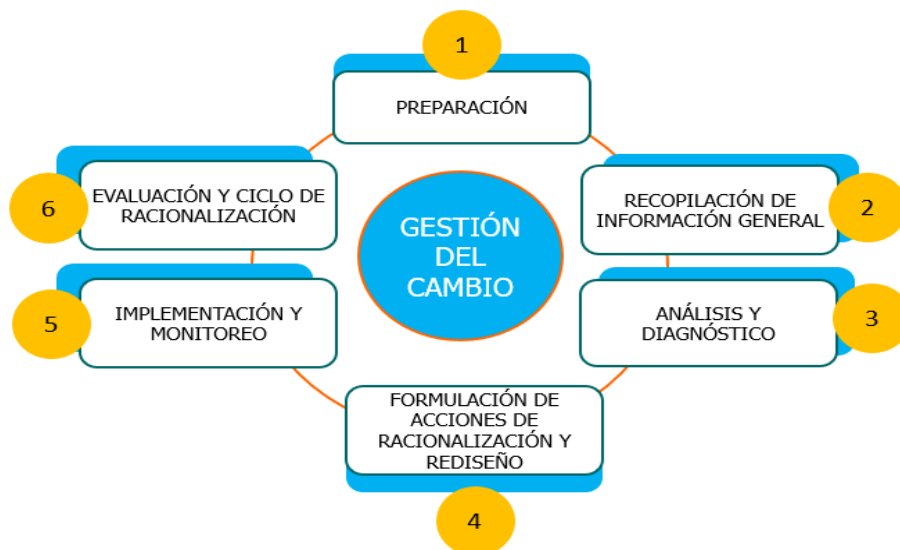 1
PREPARACIÓN
2
RECOPILACIÓN DE
INFORMACIÓN GENERAL
3
ANÁLISIS Y
DIAGNÓSTICO
4
FORMULACIÓN DE
ACCIONES DE
RACIONALIZACIÓN Y
REDISEÑO
5
IMPLEMENTACIÓN Y
MONITOREO
6
EVALUACIÓN Y CICLO DE
RACIONALIZACIÓN
GESTIÓN
DEL
CAMBIO